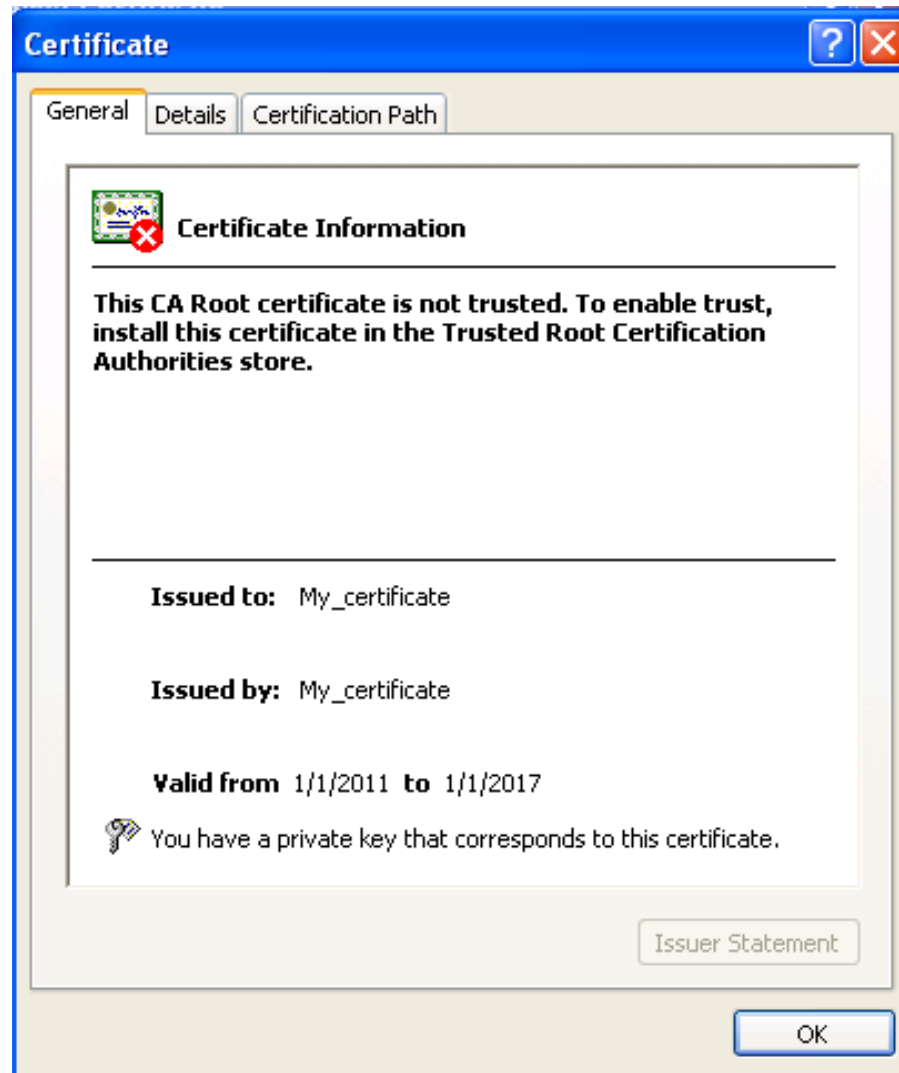 Certificate
General Details Certification Path
Certificate Information
This CA Root certificate is not trusted. To enable trust,
install this certificate in the Trusted Root Certification
Authorities store.
Issued to: My_certificate
Issued by: My_certificate
Valid from 1/1/2011 to 1/1/2017
You have a private key that corresponds to this certificate.
Issuer Statement
OK